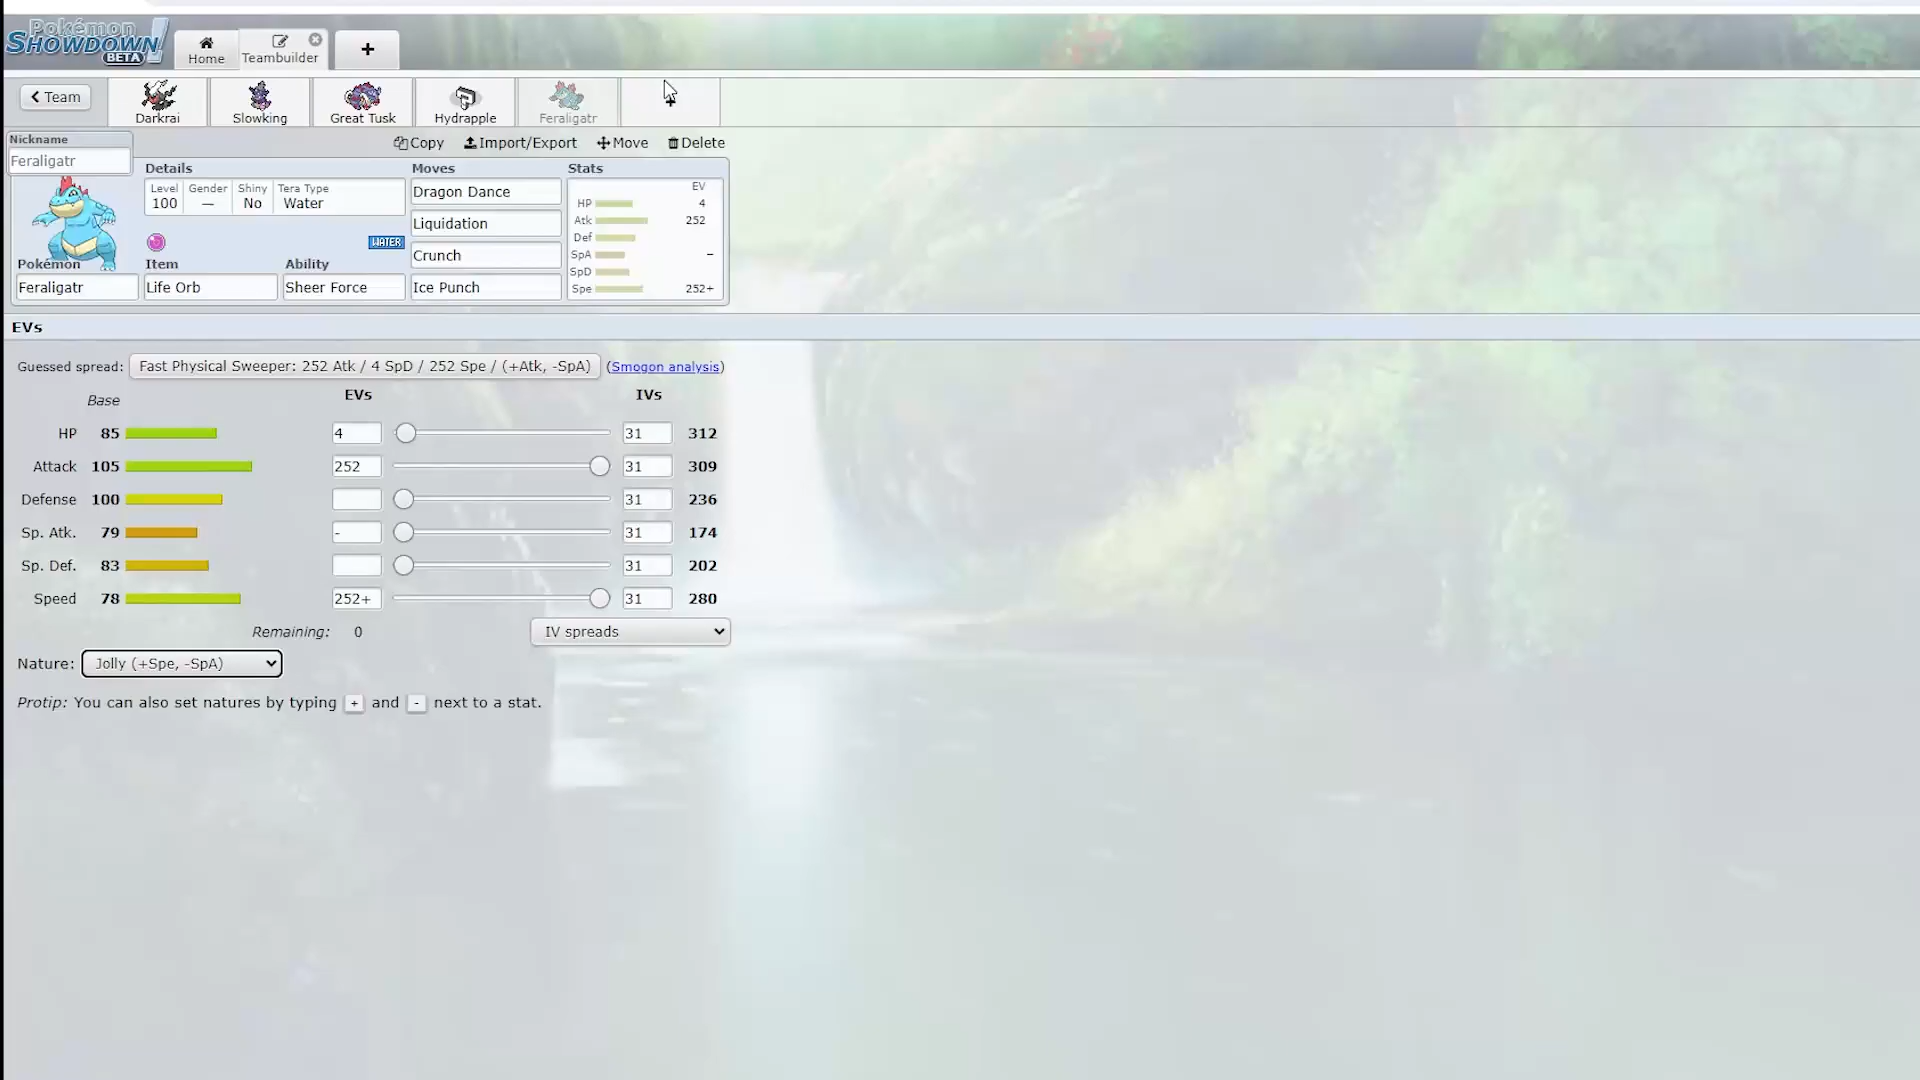 Pokémon
SHOWDOWN!
BETA
Home
Teambuilder
+
Team
Darkrai
Slowking
Great Tusk
Hydrapple
Feraligatr
+
Nickname
Feraligatr
Copy
Import/Export
Move
Delete
Details
Moves
Stats
Level Gender Shiny Tera Type
100 — No Water
WATER
Pokémon
Feraligatr
Item
Life Orb
Ability
Sheer Force
Dragon Dance
Liquidation
Crunch
Ice Punch
EV
HP 4
Atk 252
Def
SpA –
SpD
Spe 252+
EVs
Guessed spread: Fast Physical Sweeper: 252 Atk / 4 SpD / 252 Spe / (+Atk, -SpA) (Smogon analysis)
Base EVs IVs
HP 85 4 31 312
Attack 105 252 31 309
Defense 100 31 236
Sp. Atk. 79 - 31 174
Sp. Def. 83 31 202
Speed 78 252+ 31 280
Remaining: 0 IV spreads
Nature: Jolly (+Spe, -SpA)
Protip: You can also set natures by typing + and - next to a stat.